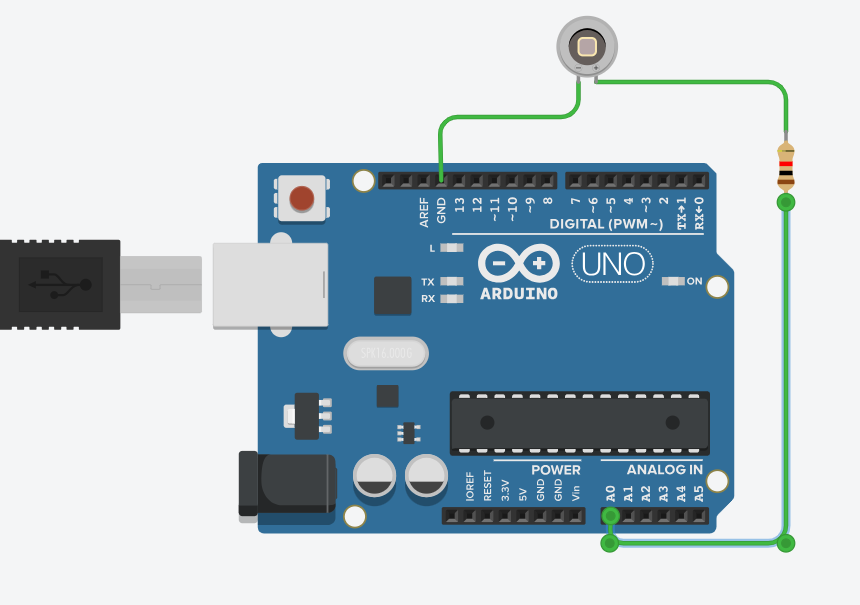 - +
AREF
GND
13
12
~11
~10
~9
8
7
~6
~5
4
~3
2
TX→1
RX←0
DIGITAL (PWM~)
L
TX
RX
- +
ARDUINO
UNO
ON
SPK16.000G
POWER
ANALOG IN
IOREF
RESET
3.3V
5V
GND
GND
Vin
A0
A1
A2
A3
A4
A5